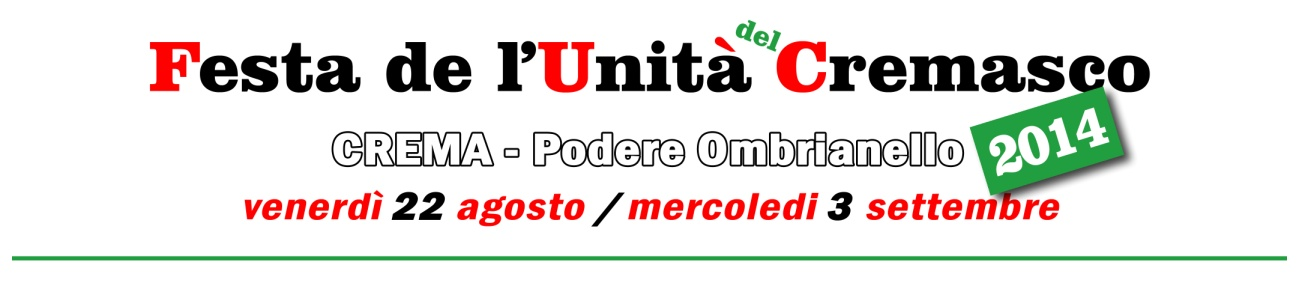 Festa de l'Unità del Cremasco
CREMA - Podere Ombrianello 2014
venerdì 22 agosto / mercoledi 3 settembre